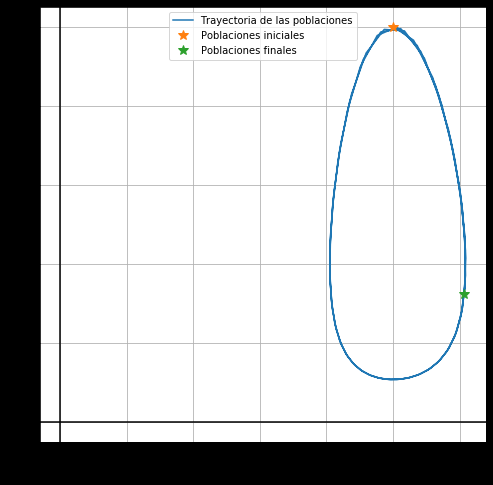 Trayectoria de las poblaciones
Poblaciones iniciales
Poblaciones finales